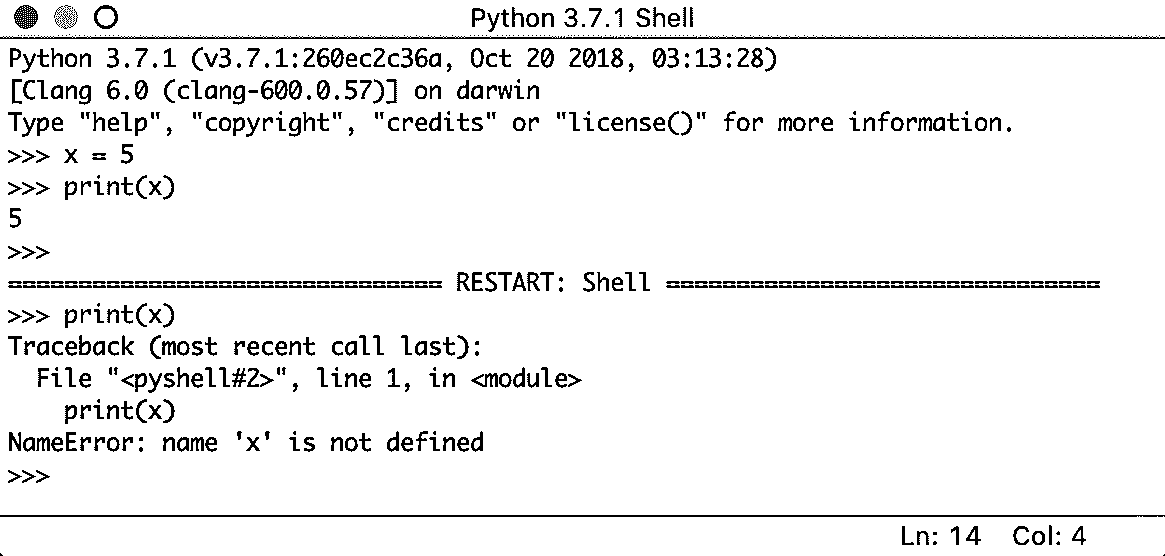 Python 3.7.1 Shell
Python 3.7.1 (v3.7.1:260ec2c36a, Oct 20 2018, 03:13:28)
[Clang 6.0 (clang-600.0.57)] on darwin
Type "help", "copyright", "credits" or "license()" for more information.
>>> x = 5
>>> print(x)
5
>>>
=============================== RESTART: Shell ===============================
>>> print(x)
Traceback (most recent call last):
  File "<pyshell#2>", line 1, in <module>
    print(x)
NameError: name 'x' is not defined
>>>
Ln: 14 Col: 4